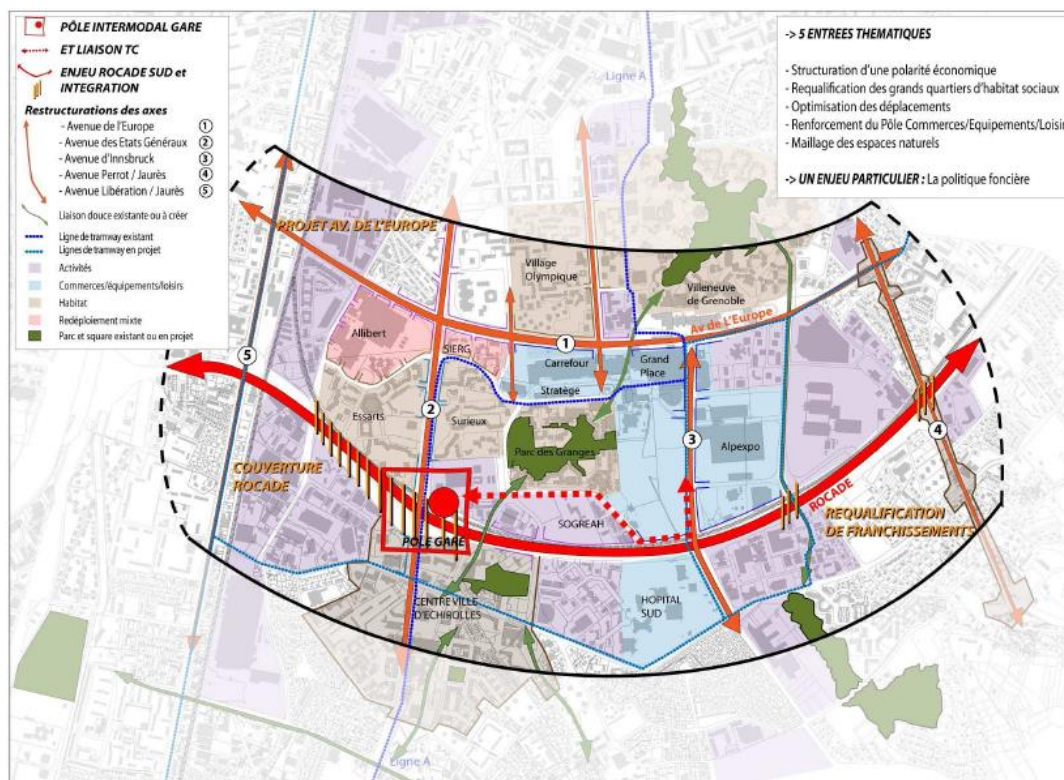 PÔLE INTERMODAL GARE
ET LIAISON TC
ENJEU ROCADE SUD et
INTEGRATION
Restructurations des axes
- Avenue de l'Europe 1
- Avenue des Etats Généraux 2
- Avenue d'Innsbruck 3
- Avenue Perrot / Jaurès 4
- Avenue Libération / Jaurès 5
Liaison douce existante ou à créer
Ligne de tramway existant
Lignes de tramway en projet
Activités
Commerces/équipements/loisirs
Habitat
Redéploiement mixte
Parc et square existant ou en projet
-> 5 ENTREES THEMATIQUES
- Structuration d'une polarité économique
- Requalification des grands quartiers d'habitat sociaux
- Optimisation des déplacements
- Renforcement du Pôle Commerces/Equipements/Loisirs
- Maillage des espaces naturels
-> UN ENJEU PARTICULIER : La politique foncière
Ligne A
PROJET AV. DE L'EUROPE
Village
Olympique
Villeneuve
de Grenoble
Av de L'Europe
Allibert
SIERG
1
Carrefour
Grand
Place
Stratège
5
Essarts
2
Surieux
3
4
Parc des Granges
Alpexpo
COUVERTURE
ROCADE
ROCADE
REQUALIFICATION
DE FRANCHISSEMENTS
SOGREAH
PÔLE GARE
CENTRE VILLE
D'ECHIROLLES
HOPITAL
SUD
Ligne A